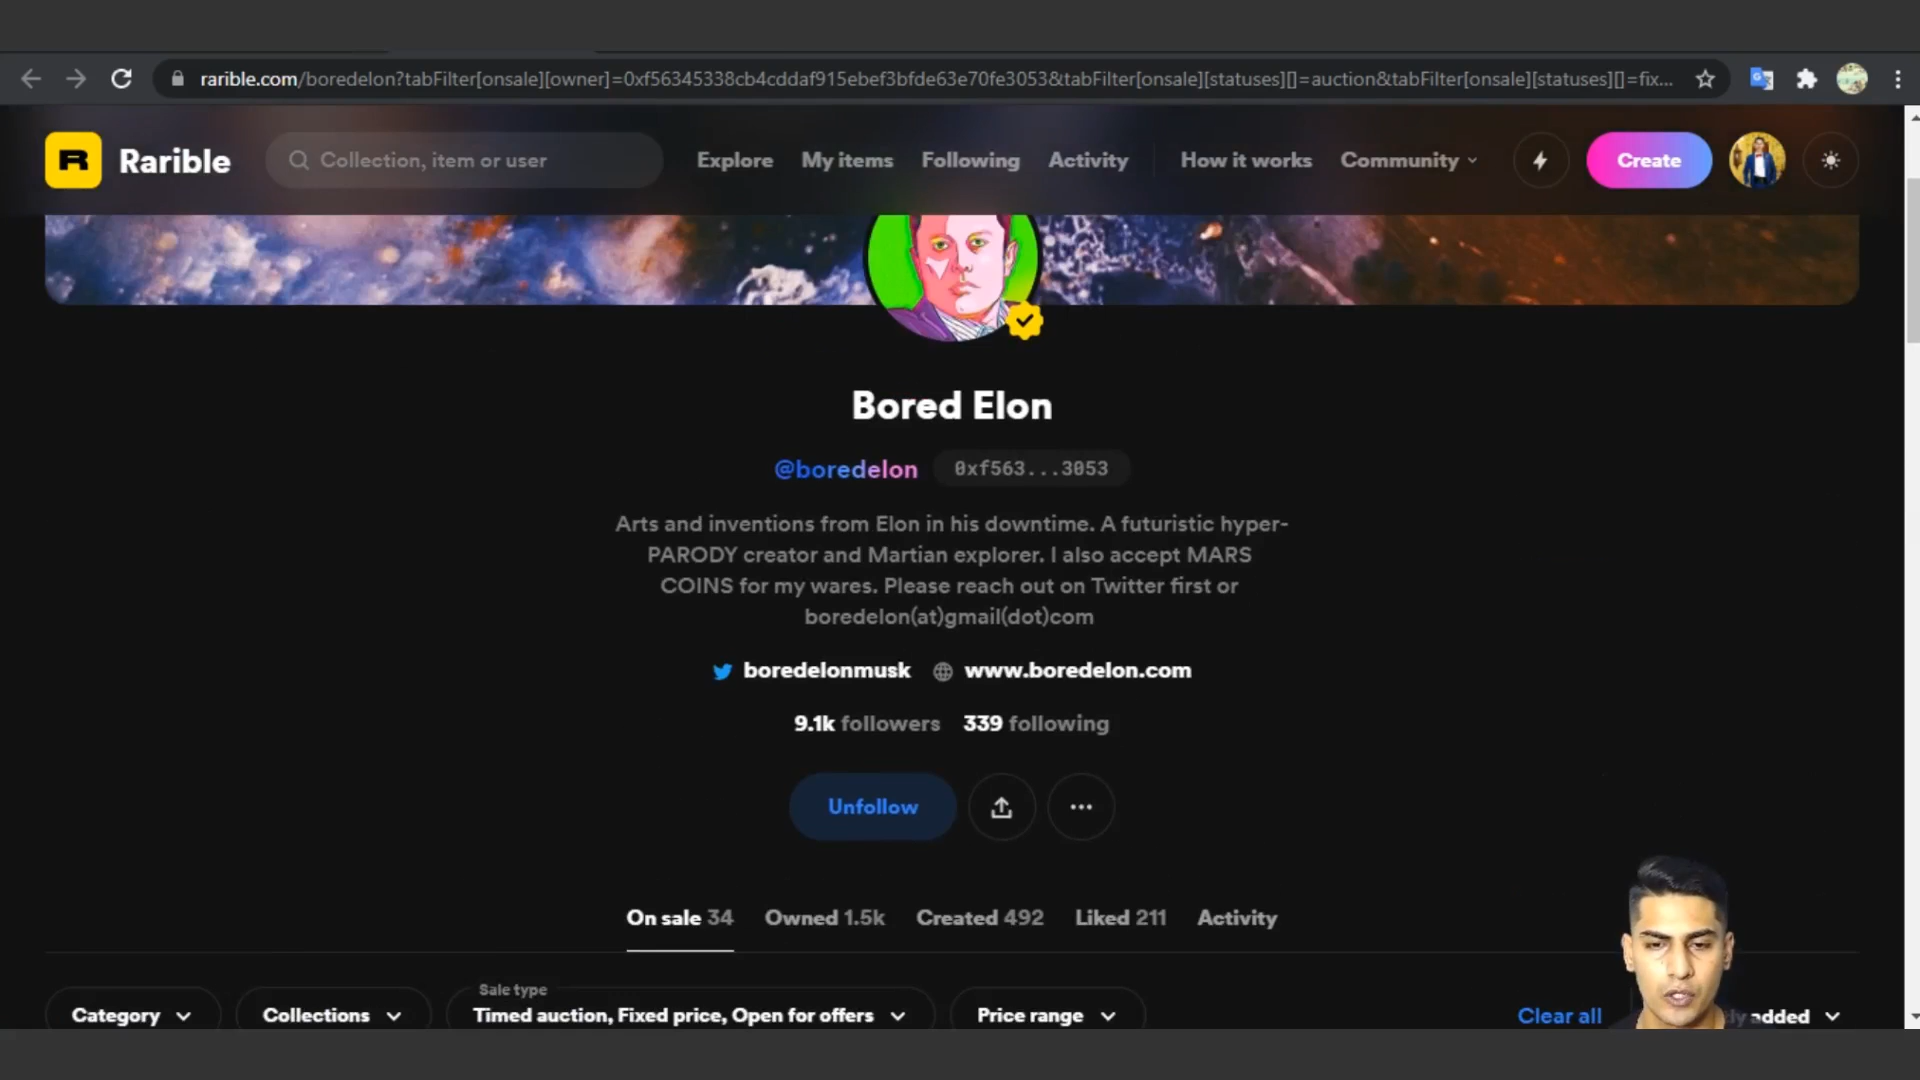 rarible.com/boredelon?tabFilter[onsale][owner]=0xf56345338cb4cddaf915ebef3bfde63e70fe3053&tabFilter[onsale][statuses][]=auction&tabFilter[onsale][statuses][]=fix...
R Rarible Collection, item or user Explore My items Following Activity How it works Community Create
Bored Elon
@boredelon 0xf563...3053
Arts and inventions from Elon in his downtime. A futuristic hyper-
PARODY creator and Martian explorer. I also accept MARS
COINS for my wares. Please reach out on Twitter first or
boredelon(at)gmail(dot)com
boredelonmusk www.boredelon.com
9.1k followers 339 following
Unfollow
On sale 34 Owned 1.5k Created 492 Liked 211 Activity
Sale type
Category Collections Timed auction, Fixed price, Open for offers Price range Clear all added